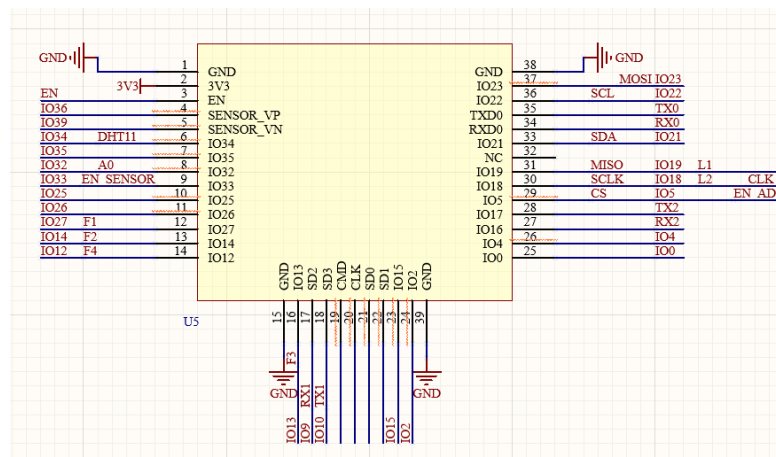 GND 1 GND GND 38 GND
3V3 2 3V3 IO23 37 MOSI IO23
EN 3 EN IO22 36 SCL IO22
IO36 4 SENSOR_VP TXD0 35 TX0
IO39 5 SENSOR_VN RXD0 34 RX0
IO34 DHT11 6 IO34 IO21 33 SDA IO21
IO35 7 IO35 NC 32
IO32 A0 8 IO32 IO19 31 MISO IO19 L1
IO33 EN_SENSOR 9 IO33 IO18 30 SCLK IO18 L2 CLK
IO25 10 IO25 IO5 29 CS IO5 EN_AD
IO26 11 IO26 IO17 28 TX2
IO27 F1 12 IO27 IO16 27 RX2
IO14 F2 13 IO14 IO4 26 IO4
IO12 F4 14 IO12 IO0 25 IO0
GND IO13 SD2 SD3 CMD CLK SD0 SD1 IO15 IO2 GND
U5
15 16 17 18 19 20 21 22 23 24 39
F3 RX1 TX1
GND GND
IO13 IO9 IO10 IO15 IO2